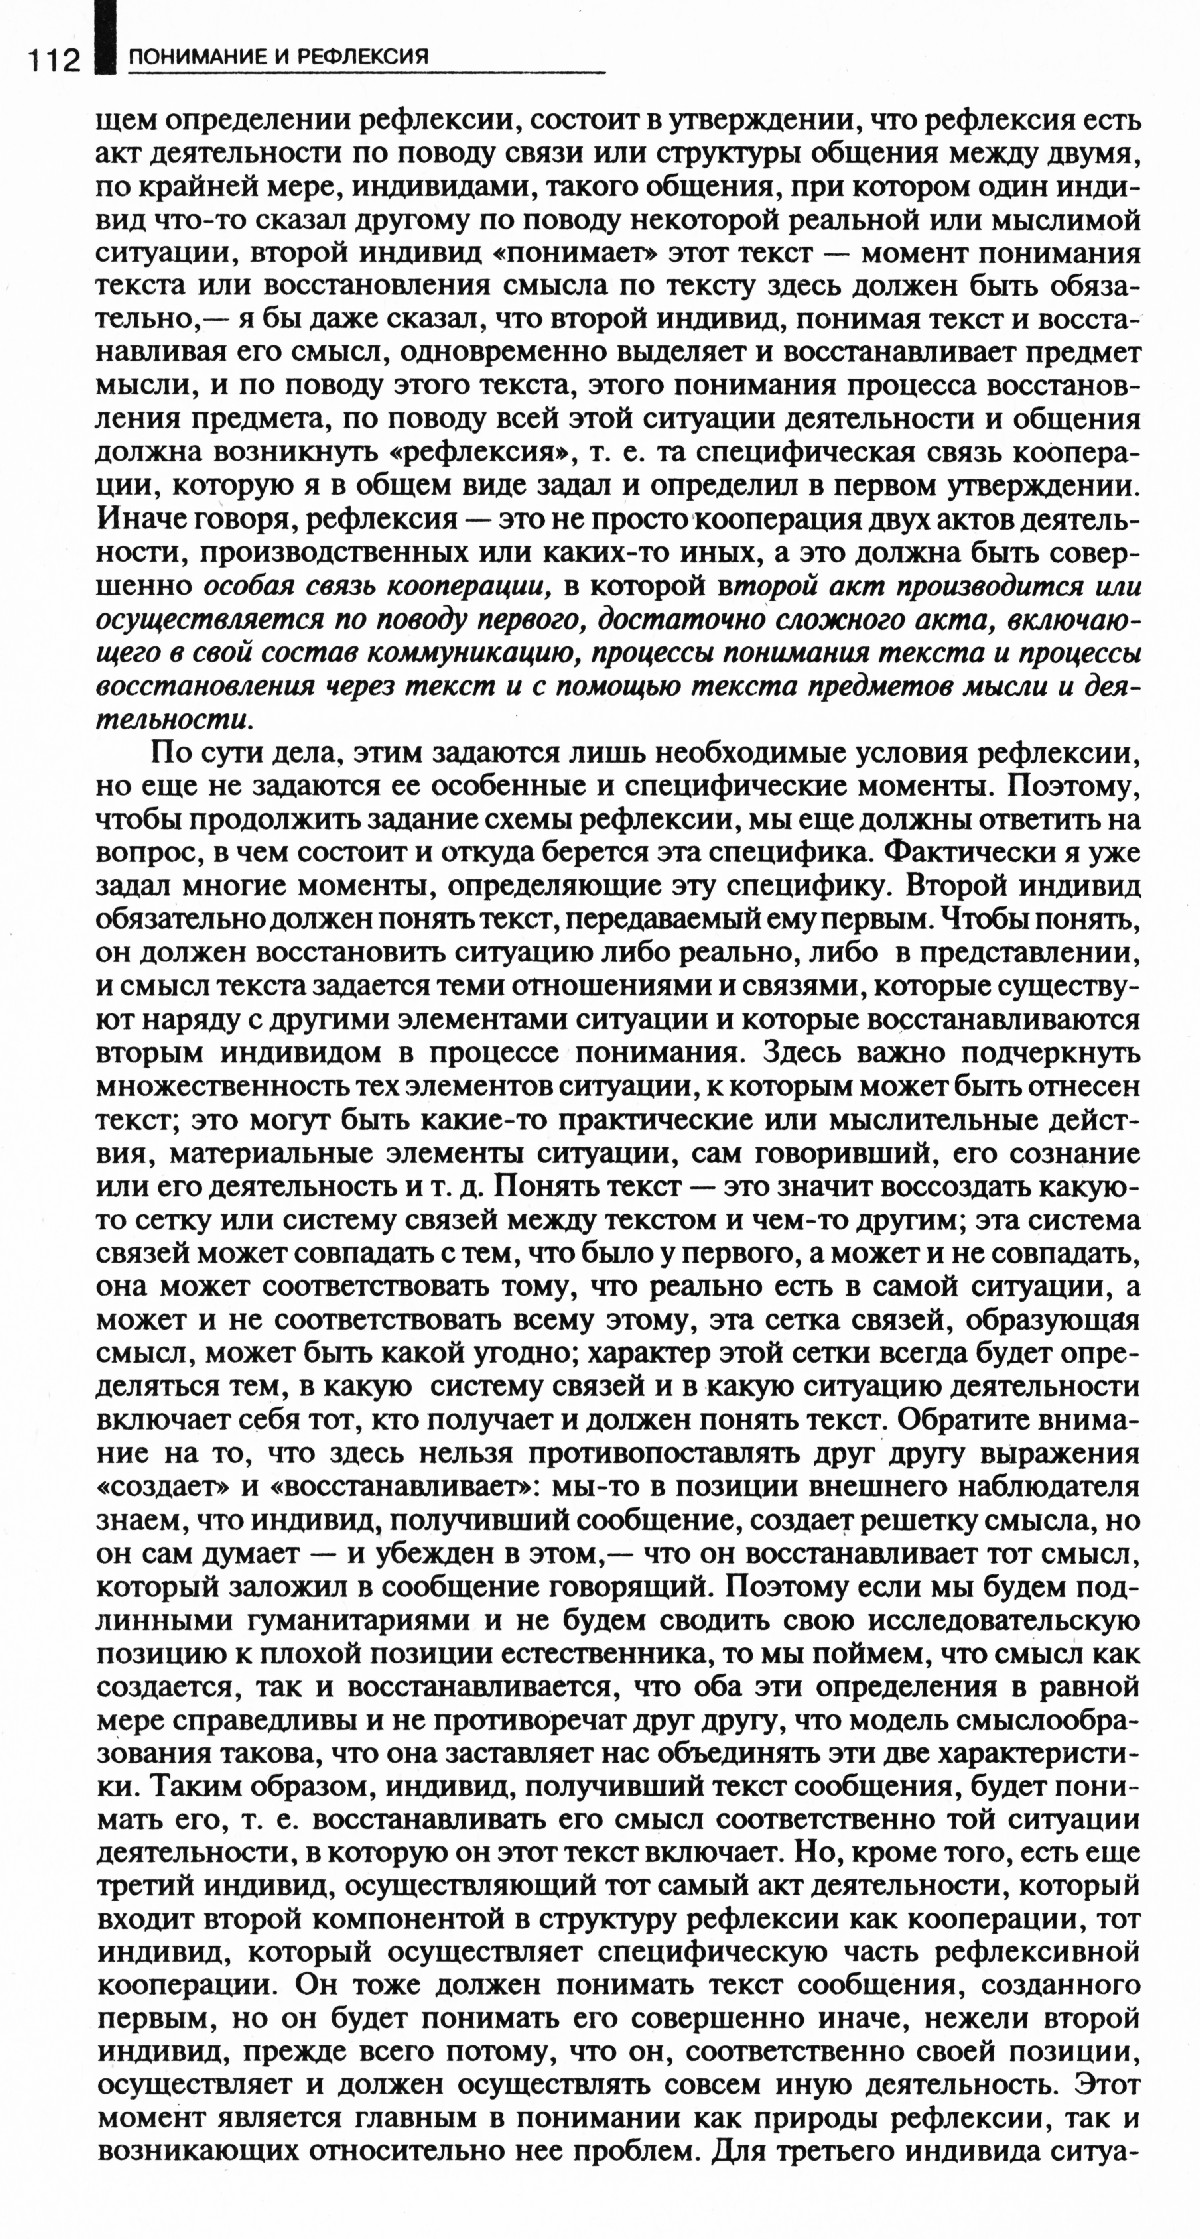 112 ПОНИМАНИЕ И РЕФЛЕКСИЯ
щем определении рефлексии, состоит в утверждении, что рефлексия есть
акт деятельности по поводу связи или структуры общения между двумя,
по крайней мере, индивидами, такого общения, при котором один инди-
вид что-то сказал другому по поводу некоторой реальной или мыслимой
ситуации, второй индивид «понимает» этот текст — момент понимания
текста или восстановления смысла по тексту здесь должен быть обяза-
тельно,— я бы даже сказал, что второй индивид, понимая текст и восста-
навливая его смысл, одновременно выделяет и восстанавливает предмет
мысли, и по поводу этого текста, этого понимания процесса восстанов-
ления предмета, по поводу всей этой ситуации деятельности и общения
должна возникнуть «рефлексия», т. е. та специфическая связь коопера-
ции, которую я в общем виде задал и определил в первом утверждении.
Иначе говоря, рефлексия — это не просто кооперация двух актов деятель-
ности, производственных или каких-то иных, а это должна быть совер-
шенно особая связь кооперации, в которой второй акт производится или
осуществляется по поводу первого, достаточно сложного акта, включаю-
щего в свой состав коммуникацию, процессы понимания текста и процессы
восстановления через текст и с помощью текста предметов мысли и дея-
тельности.
По сути дела, этим задаются лишь необходимые условия рефлексии,
но еще не задаются ее особенные и специфические моменты. Поэтому,
чтобы продолжить задание схемы рефлексии, мы еще должны ответить на
вопрос, в чем состоит и откуда берется эта специфика. Фактически я уже
задал многие моменты, определяющие эту специфику. Второй индивид
обязательно должен понять текст, передаваемый ему первым. Чтобы понять,
он должен восстановить ситуацию либо реально, либо в представлении,
и смысл текста задается теми отношениями и связями, которые существу-
ют наряду с другими элементами ситуации и которые восстанавливаются
вторым индивидом в процессе понимания. Здесь важно подчеркнуть
множественность тех элементов ситуации, к которым может быть отнесен
текст; это могут быть какие-то практические или мыслительные дейст-
вия, материальные элементы ситуации, сам говоривший, его сознание
или его деятельность и т. д. Понять текст — это значит воссоздать какую-
то сетку или систему связей между текстом и чем-то другим; эта система
связей может совпадать с тем, что было у первого, а может и не совпадать,
она может соответствовать тому, что реально есть в самой ситуации, а
может и не соответствовать всему этому, эта сетка связей, образующая
смысл, может быть какой угодно; характер этой сетки всегда будет опре-
деляться тем, в какую систему связей и в какую ситуацию деятельности
включает себя тот, кто получает и должен понять текст. Обратите внима-
ние на то, что здесь нельзя противопоставлять друг другу выражения
«создает» и «восстанавливает»: мы-то в позиции внешнего наблюдателя
знаем, что индивид, получивший сообщение, создает решетку смысла, но
он сам думает — и убежден в этом,— что он восстанавливает тот смысл,
который заложил в сообщение говорящий. Поэтому если мы будем под-
линными гуманитариями и не будем сводить свою исследовательскую
позицию к плохой позиции естественника, то мы поймем, что смысл как
создается, так и восстанавливается, что оба эти определения в равной
мере справедливы и не противоречат друг другу, что модель смыслообра-
зования такова, что она заставляет нас объединять эти две характеристи-
ки. Таким образом, индивид, получивший текст сообщения, будет пони-
мать его, т. е. восстанавливать его смысл соответственно той ситуации
деятельности, в которую он этот текст включает. Но, кроме того, есть еще
третий индивид, осуществляющий тот самый акт деятельности, который
входит второй компонентой в структуру рефлексии как кооперации, тот
индивид, который осуществляет специфическую часть рефлексивной
кооперации. Он тоже должен понимать текст сообщения, созданного
первым, но он будет понимать его совершенно иначе, нежели второй
индивид, прежде всего потому, что он, соответственно своей позиции,
осуществляет и должен осуществлять совсем иную деятельность. Этот
момент является главным в понимании как природы рефлексии, так и
возникающих относительно нее проблем. Для третьего индивида ситуа-